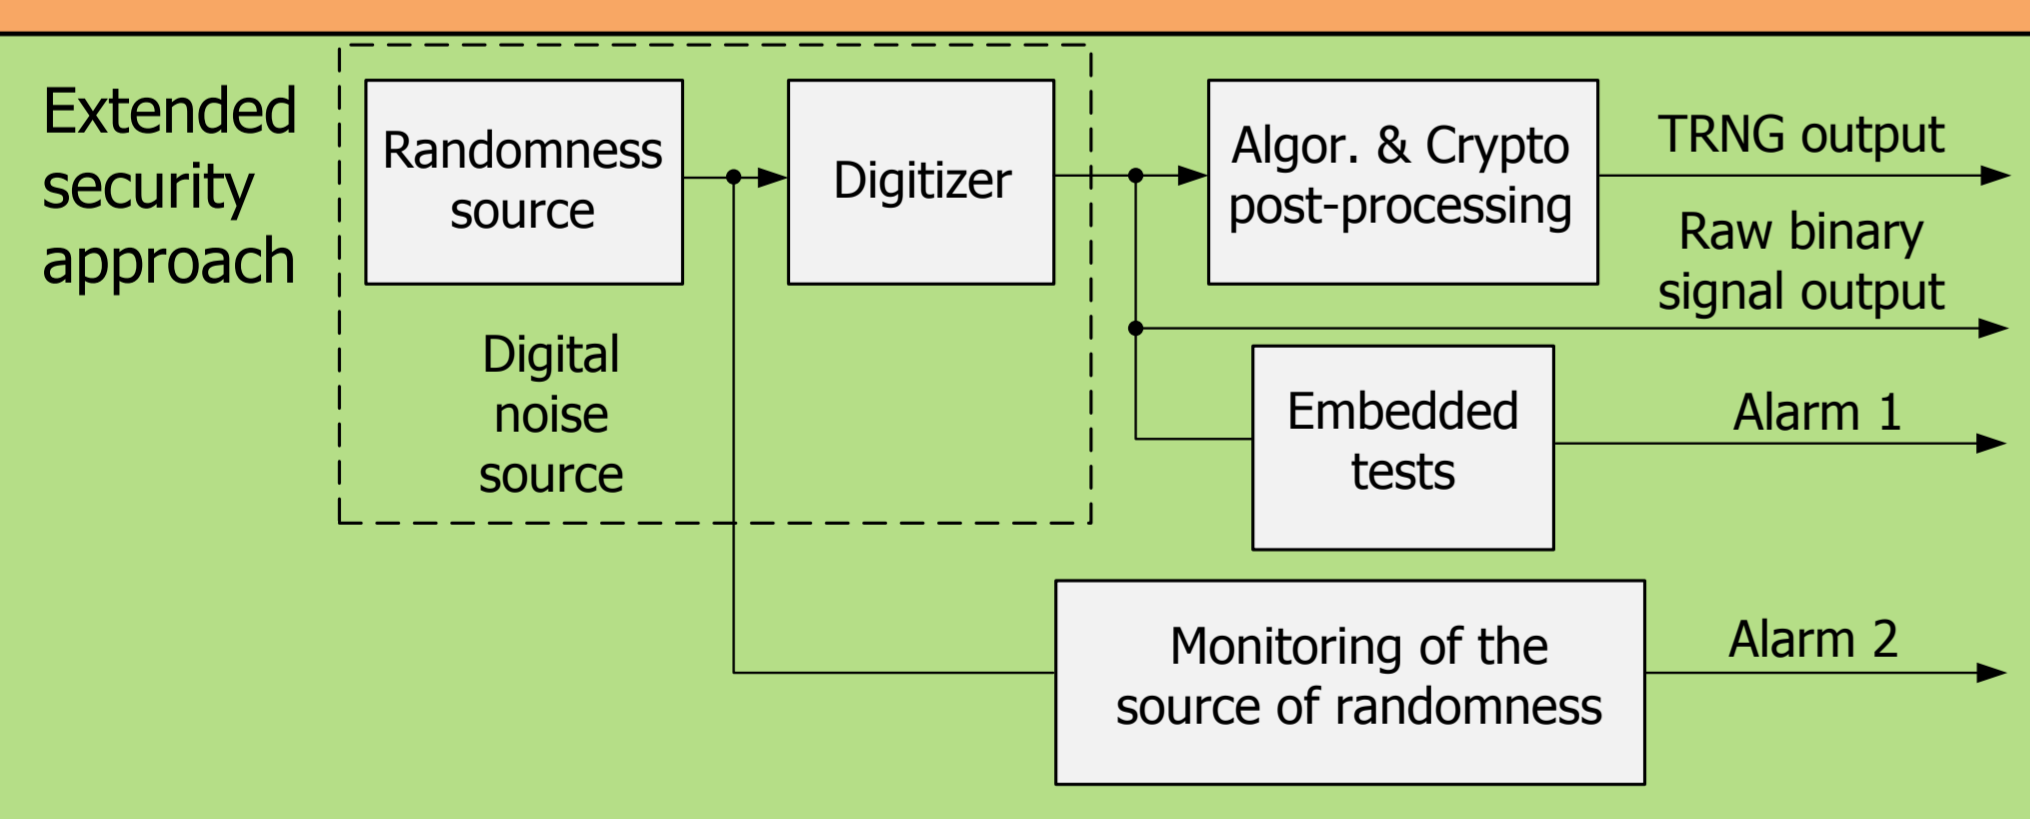 Extended
security
approach
Randomness
source
Digitizer
Digital
noise
source
Algor. & Crypto
post-processing
TRNG output
Raw binary
signal output
Embedded
tests
Alarm 1
Monitoring of the
source of randomness
Alarm 2